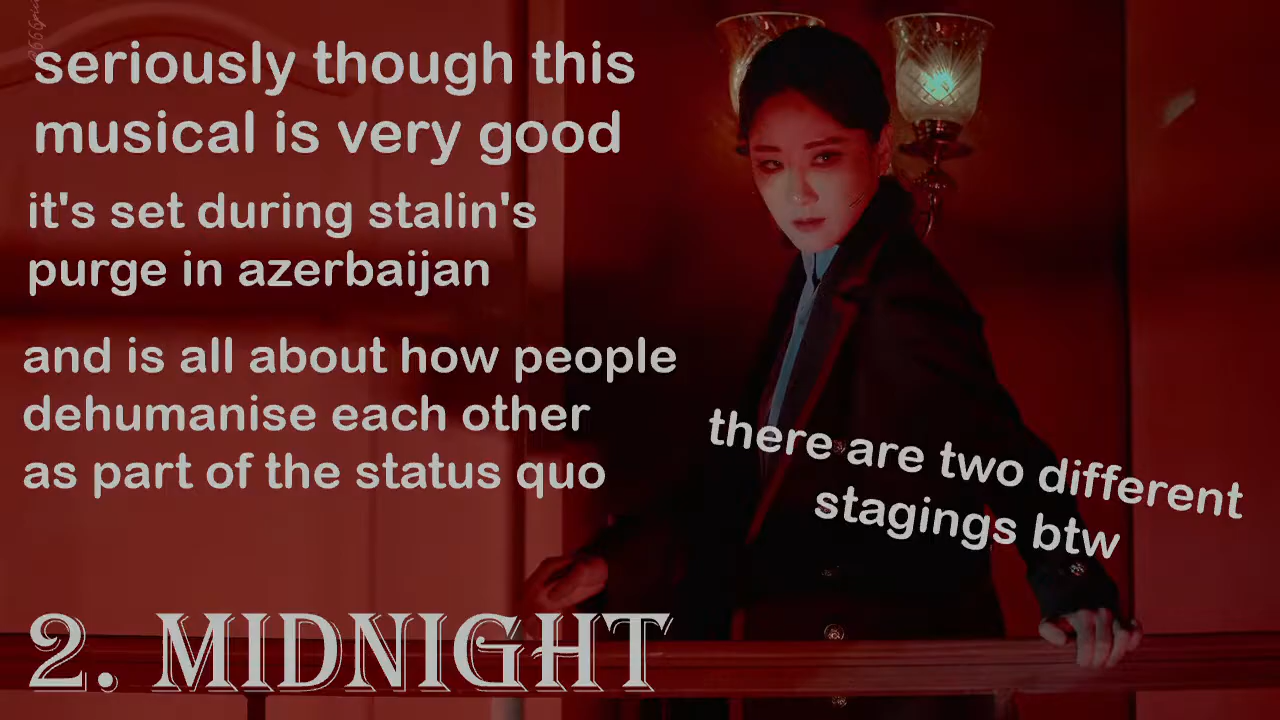 seriously though this
musical is very good
it's set during stalin's
purge in azerbaijan
and is all about how people
dehumanise each other
as part of the status quo
there are two different
stagings btw
2. MIDNIGHT